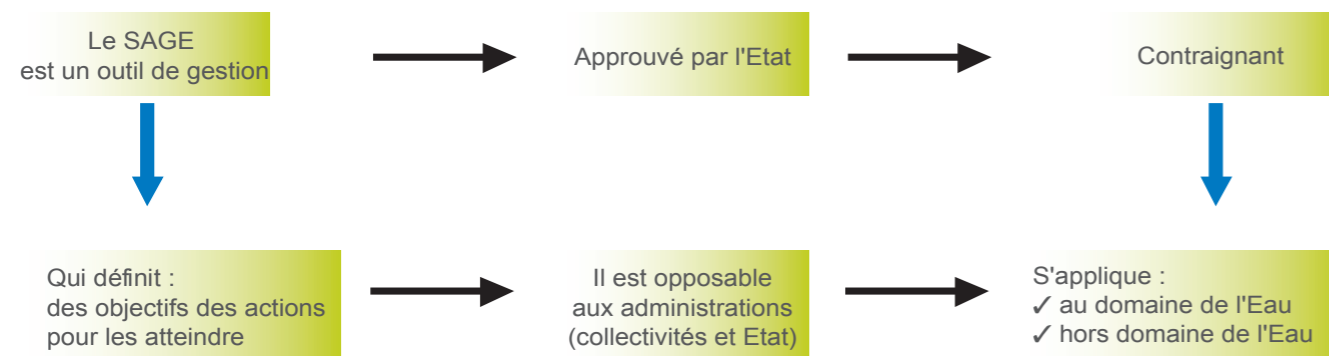 Le SAGE
est un outil de gestion
Approuvé par l'Etat
Contraignant
Qui définit :
des objectifs des actions
pour les atteindre
Il est opposable
aux administrations
(collectivités et Etat)
S'applique :
✓ au domaine de l'Eau
✓ hors domaine de l'Eau